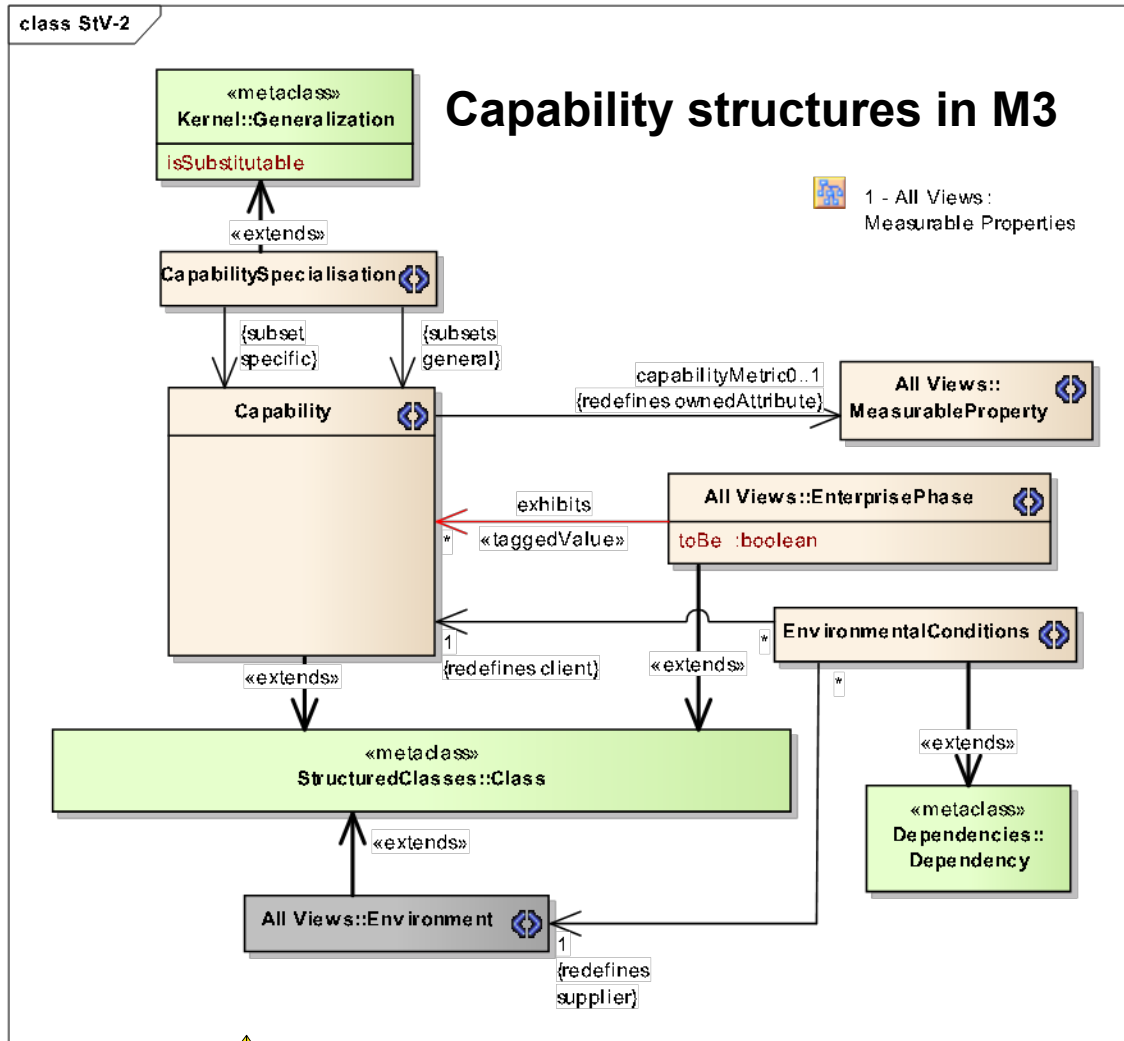 class StV-2
Capability structures in M3
«metaclass»
Kernel::Generalization
isSubstitutable
1 - All Views:
Measurable Properties
«extends»
CapabilitySpecialisation
{subset
specific}
{subsets
general}
Capability
capabilityMetric0..1
{redefines ownedAttribute}
All Views::
MeasurableProperty
exhibits
*
«taggedValue»
All Views::EnterprisePhase
toBe :boolean
1
{redefines client}
*
EnvironmentalConditions
*
«extends»
«extends»
«extends»
«metaclass»
StructuredClasses::Class
«metaclass»
Dependencies::
Dependency
«extends»
All Views::Environment
1
{redefines
supplier}